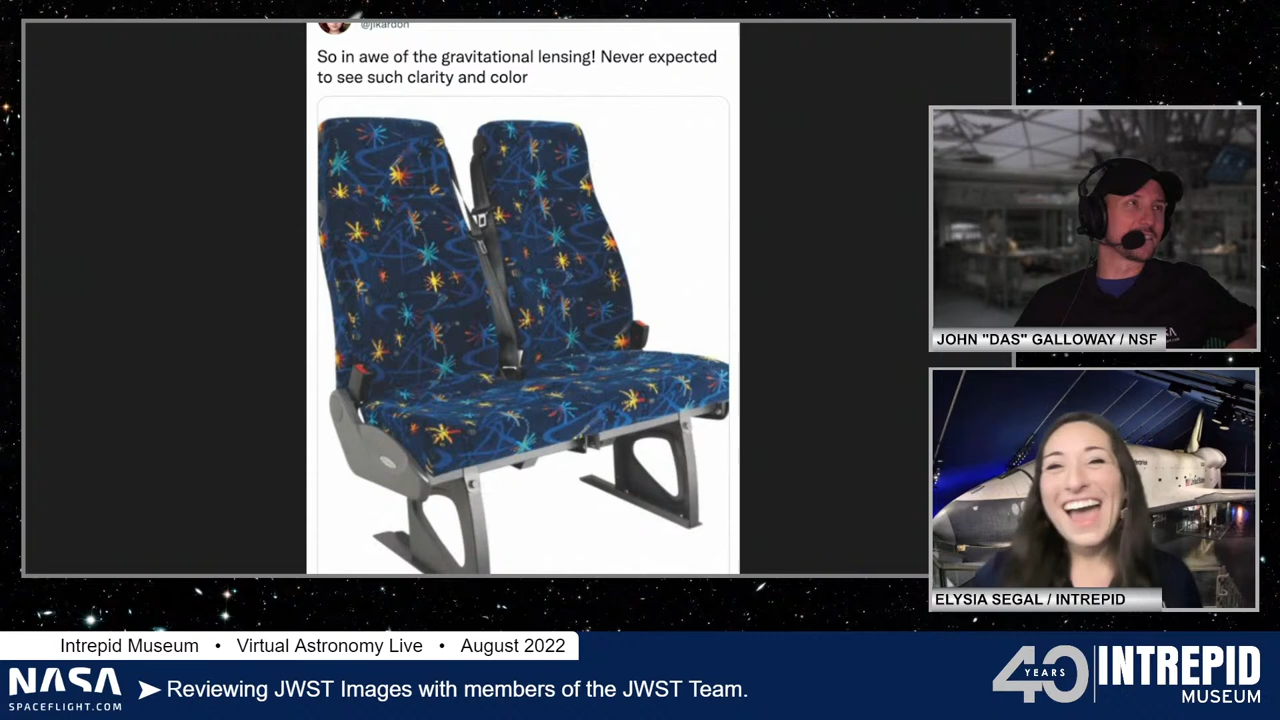 @jikardon
So in awe of the gravitational lensing! Never expected
to see such clarity and color
JOHN "DAS" GALLOWAY / NSF
ELYSIA SEGAL / INTREPID
Intrepid Museum • Virtual Astronomy Live • August 2022
NASA
SPACEFLIGHT.COM
Reviewing JWST Images with members of the JWST Team.
40
YEARS
INTREPID
MUSEUM